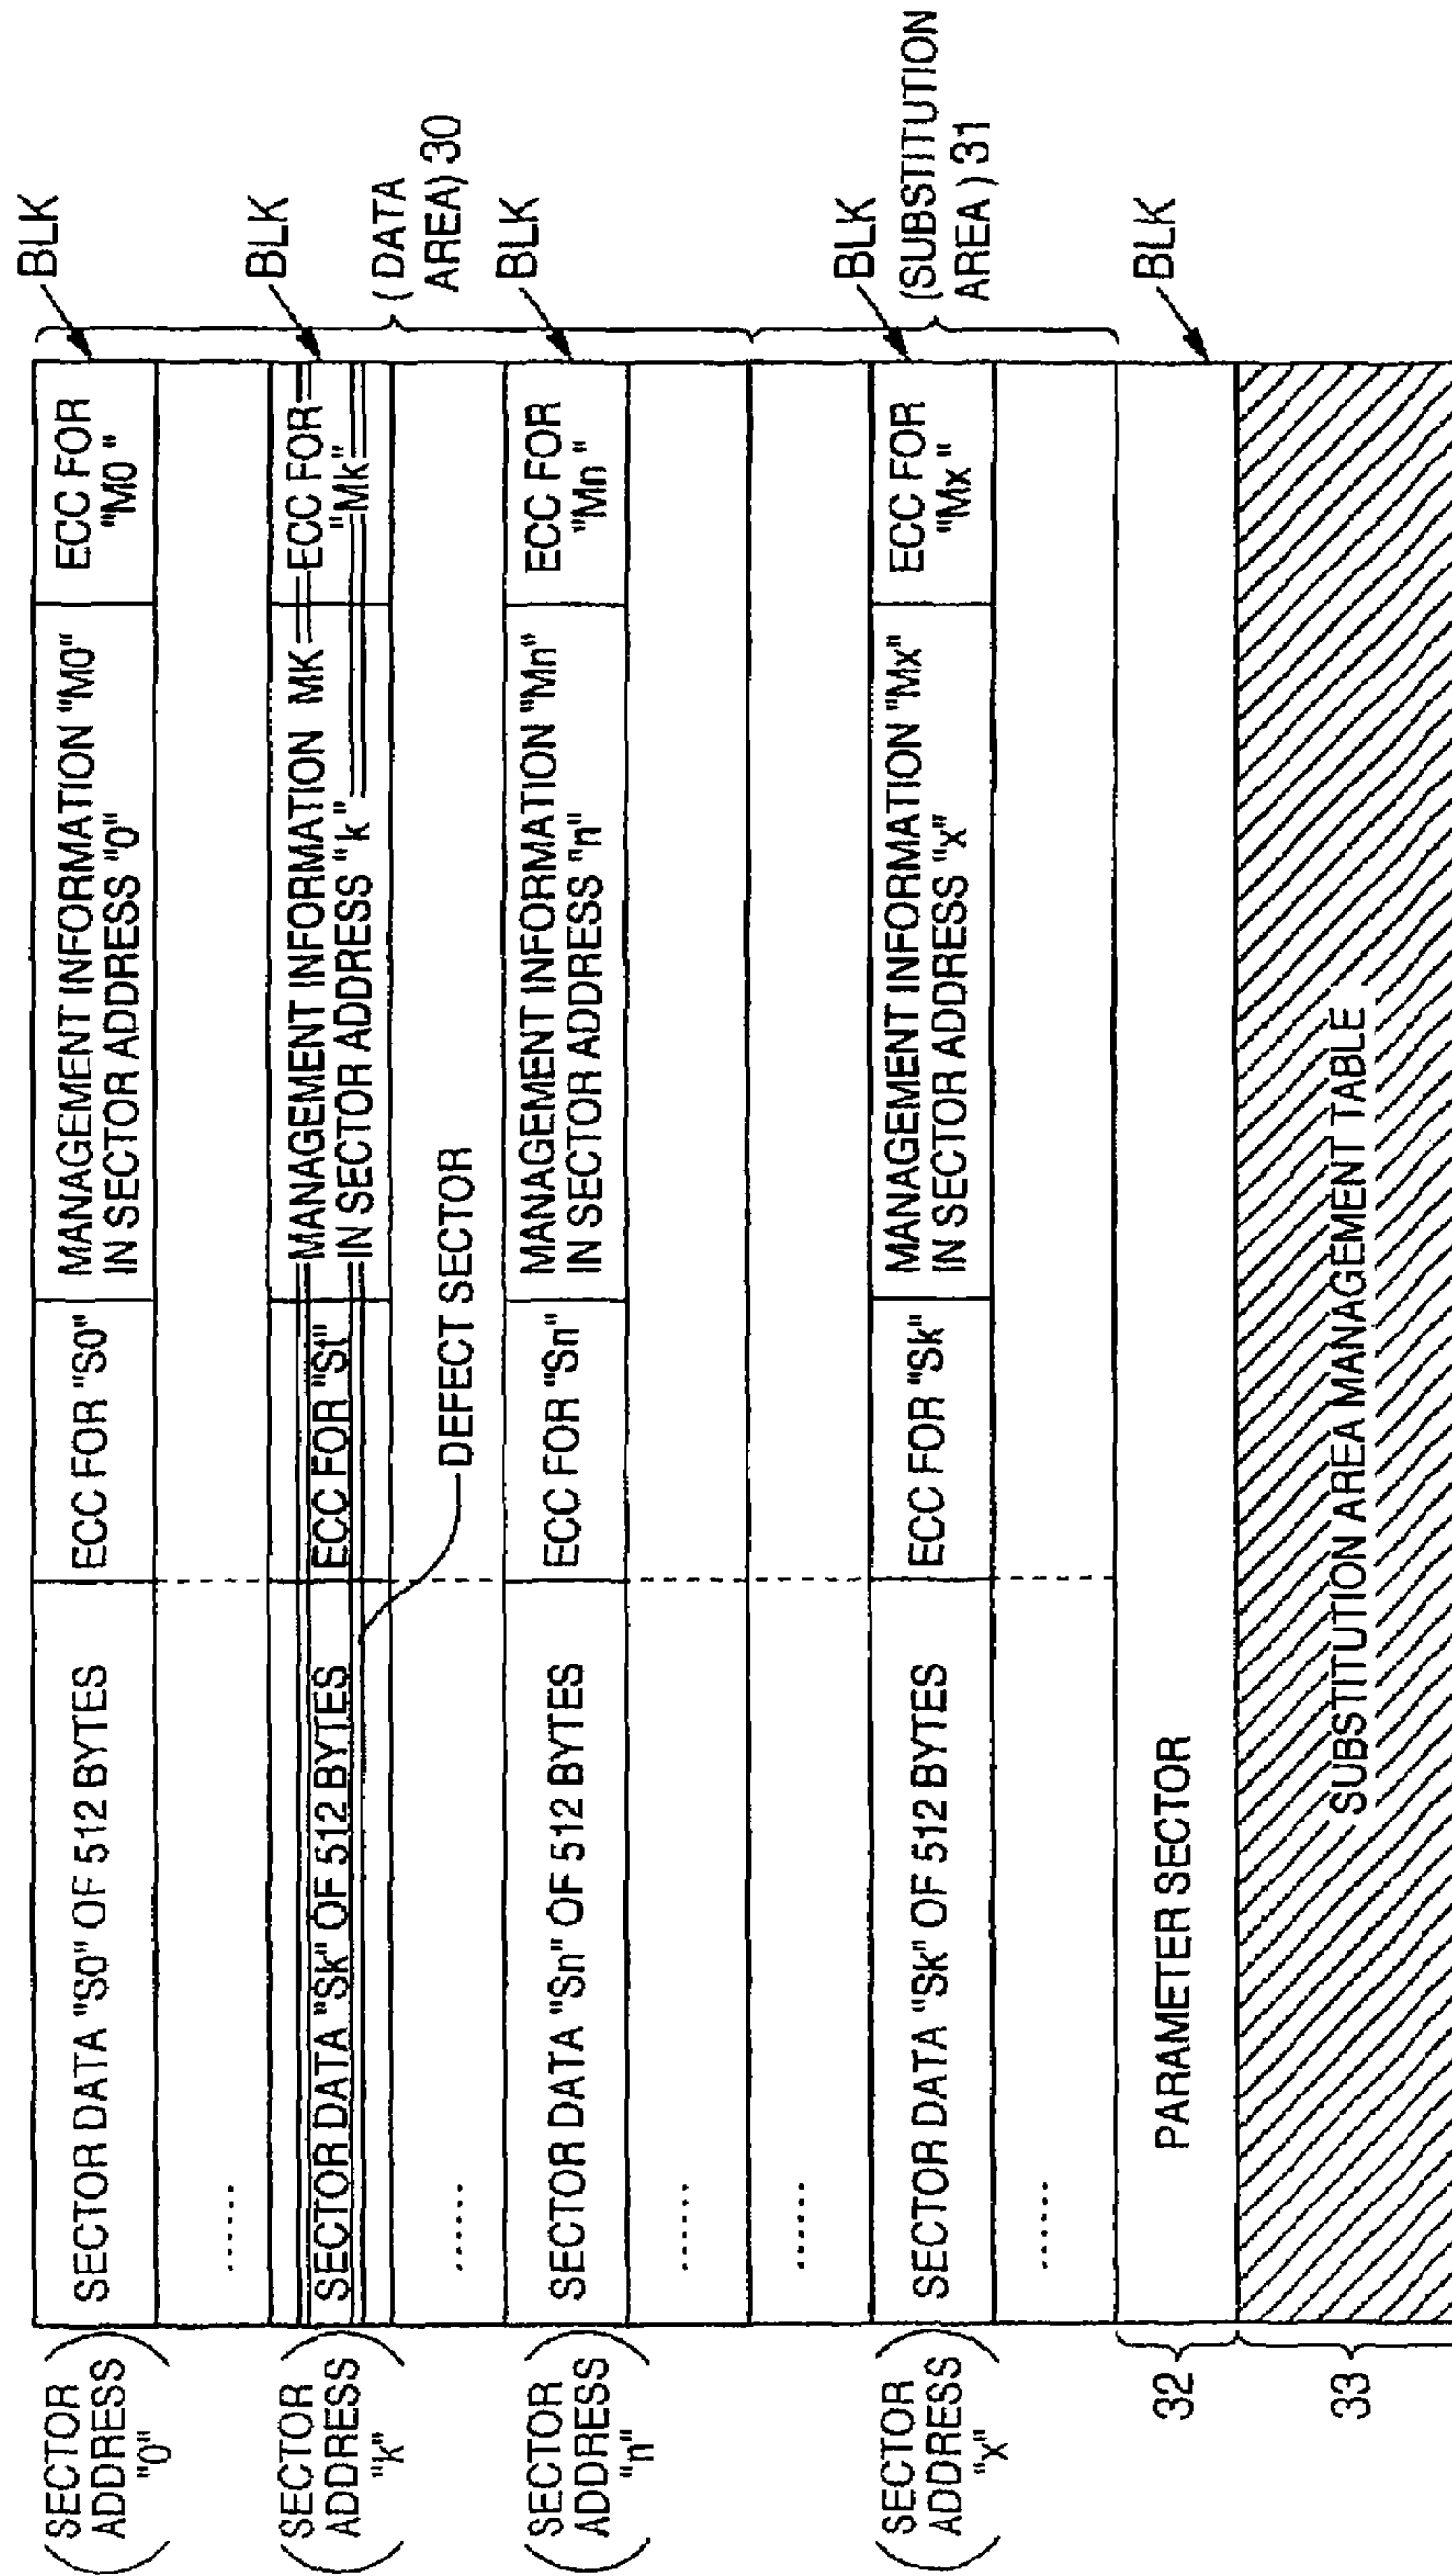 (SECTOR
ADDRESS
"0")
SECTOR DATA "S0" OF 512 BYTES
ECC FOR "S0"
MANAGEMENT INFORMATION "M0"
IN SECTOR ADDRESS "0"
ECC FOR
"M0"
BLK
......
(SECTOR
ADDRESS
"k")
SECTOR DATA "Sk" OF 512 BYTES
ECC FOR "St"
MANAGEMENT INFORMATION MK
IN SECTOR ADDRESS "k"
ECC FOR
"Mk"
BLK
......
DEFECT SECTOR
(DATA
AREA) 30
(SECTOR
ADDRESS
"n")
SECTOR DATA "Sn" OF 512 BYTES
ECC FOR "Sn"
MANAGEMENT INFORMATION "Mn"
IN SECTOR ADDRESS "n"
ECC FOR
"Mn"
BLK
......
......
(SECTOR
ADDRESS
"x")
SECTOR DATA "Sk" OF 512 BYTES
ECC FOR "Sk"
MANAGEMENT INFORMATION "Mx"
IN SECTOR ADDRESS "x"
ECC FOR
"Mx"
BLK
(SUBSTITUTION
AREA) 31
......
32
PARAMETER SECTOR
BLK
33
SUBSTITUTION AREA MANAGEMENT TABLE